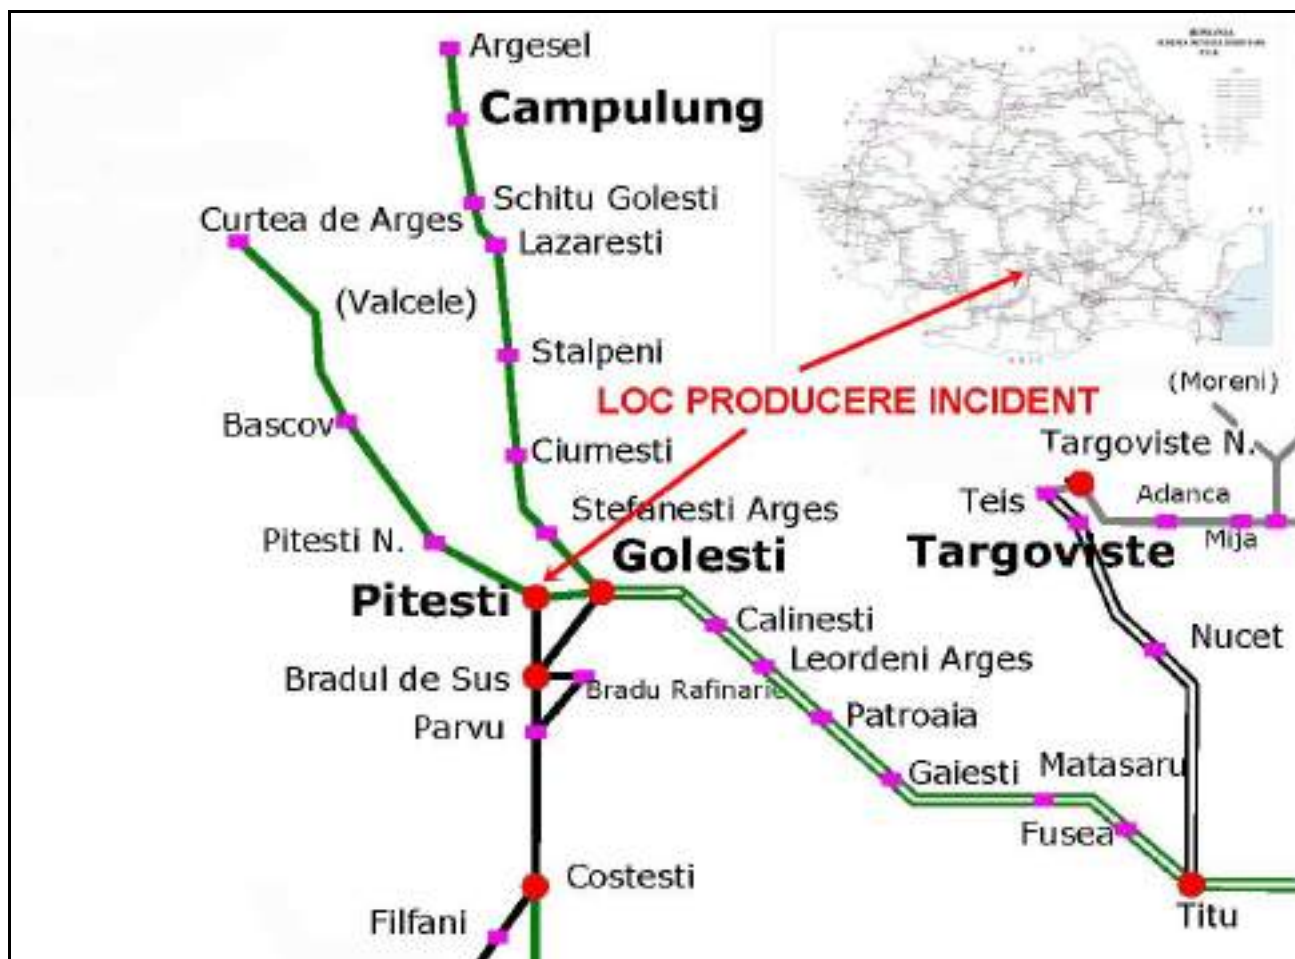 Argesel
ROMANIA
Campulung
Schitu Golesti
Curtea de Arges
Lazaresti
(Valcele)
Stalpeni
LOC PRODUCERE INCIDENT
(Moreni)
Bascov
Ciumesti
Targoviste N.
Teis
Adanca
Stefanesti Arges
Pitesti N.
Mija
Golesti
Targoviste
Pitesti
Calinesti
Nucet
Leordeni Arges
Bradul de Sus
Bradu Rafinarie
Patroaia
Parvu
Gaiesti
Matasaru
Fusea
Costesti
Titu
Filfani